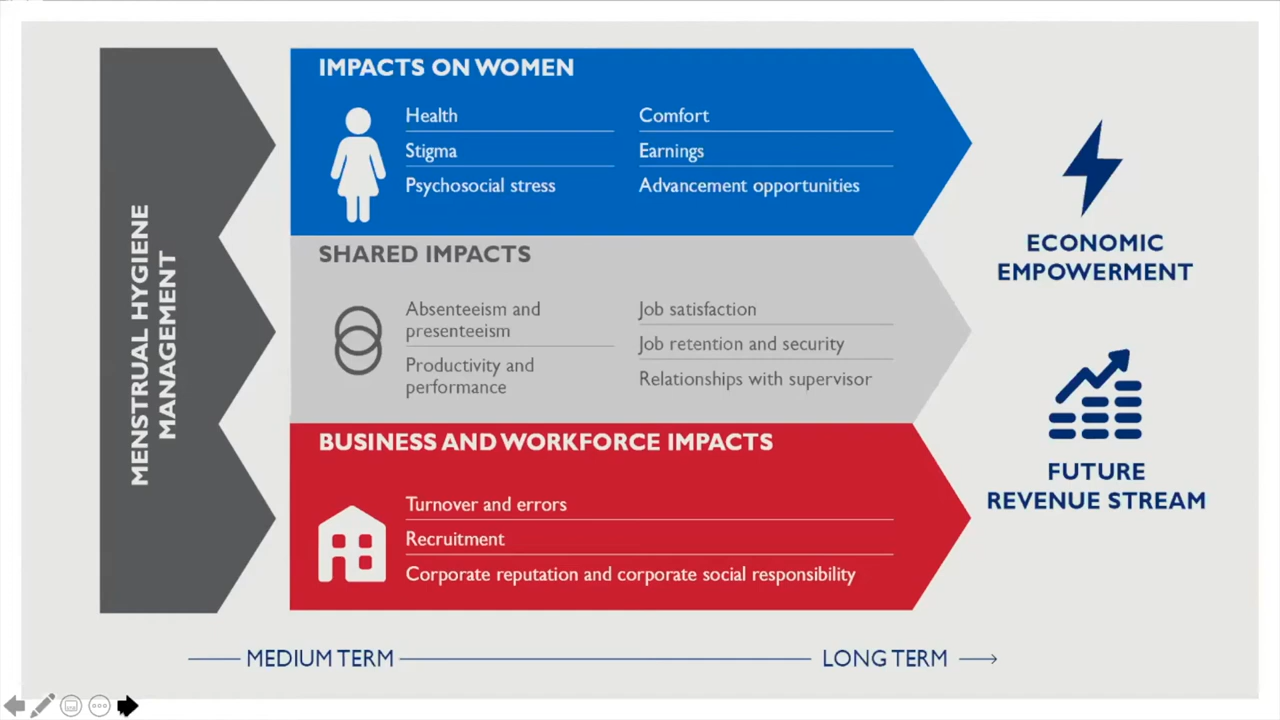 MENSTRUAL HYGIENE
MANAGEMENT
IMPACTS ON WOMEN
Health
Stigma
Psychosocial stress
Comfort
Earnings
Advancement opportunities
SHARED IMPACTS
Absenteeism and
presenteeism
Productivity and
performance
Job satisfaction
Job retention and security
Relationships with supervisor
BUSINESS AND WORKFORCE IMPACTS
Turnover and errors
Recruitment
Corporate reputation and corporate social responsibility
ECONOMIC
EMPOWERMENT
FUTURE
REVENUE STREAM
MEDIUM TERM
LONG TERM